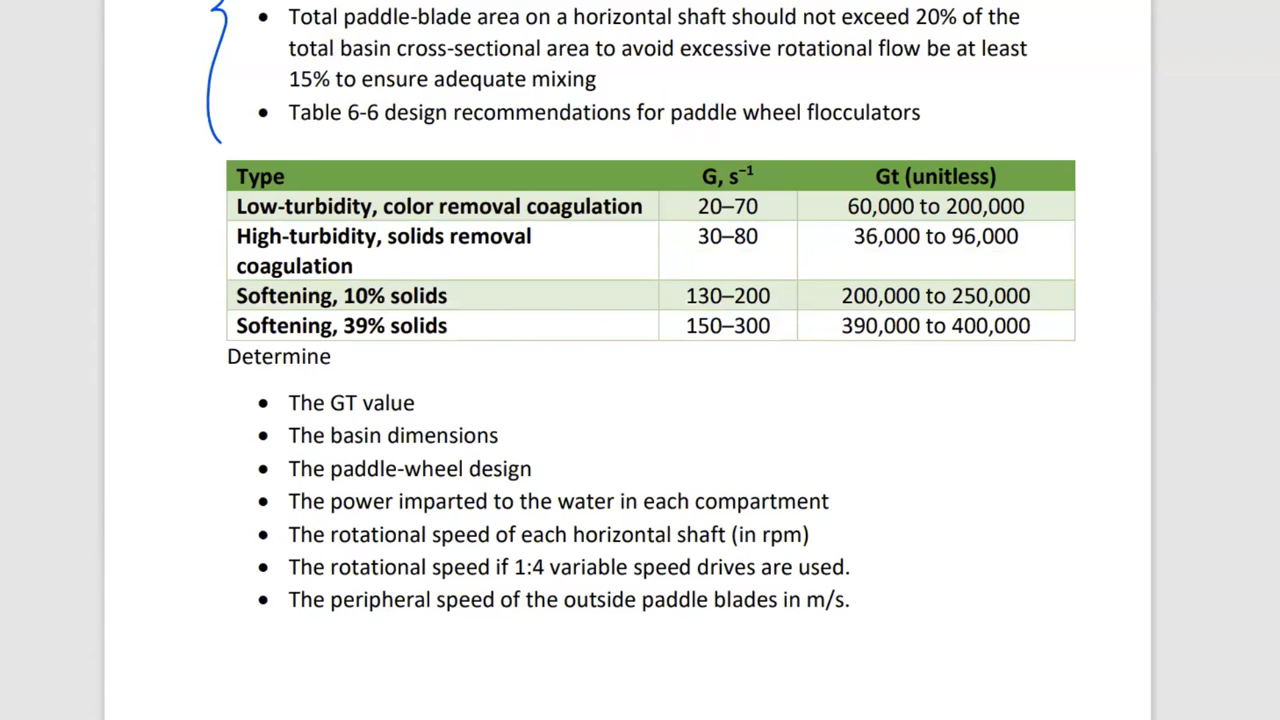 • Total paddle-blade area on a horizontal shaft should not exceed 20% of the
total basin cross-sectional area to avoid excessive rotational flow be at least
15% to ensure adequate mixing
• Table 6-6 design recommendations for paddle wheel flocculators
Type G, s⁻¹ Gt (unitless)
Low-turbidity, color removal coagulation 20–70 60,000 to 200,000
High-turbidity, solids removal 30–80 36,000 to 96,000
coagulation
Softening, 10% solids 130–200 200,000 to 250,000
Softening, 39% solids 150–300 390,000 to 400,000
Determine
• The GT value
• The basin dimensions
• The paddle-wheel design
• The power imparted to the water in each compartment
• The rotational speed of each horizontal shaft (in rpm)
• The rotational speed if 1:4 variable speed drives are used.
• The peripheral speed of the outside paddle blades in m/s.